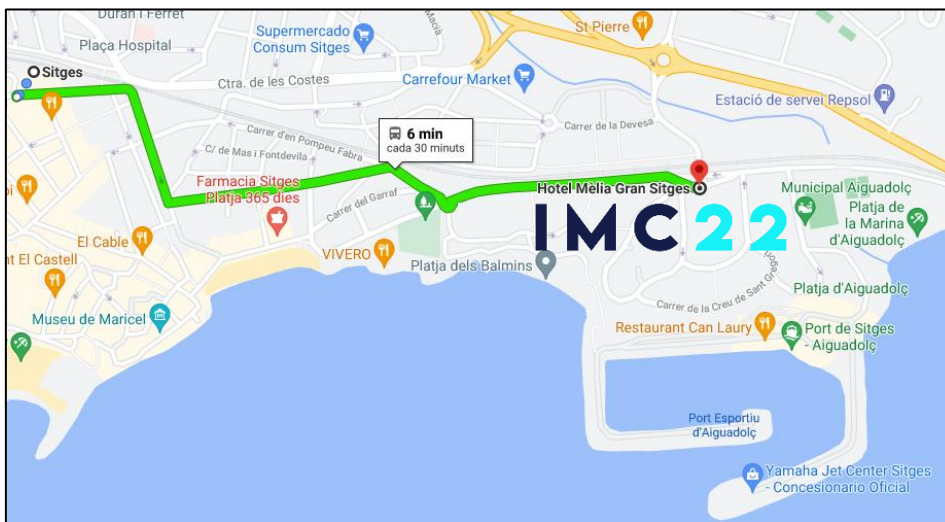 Duran i Ferret
Plaça Hospital
Supermercado
Consum Sitges
St Pierre
Sitges
Ctra. de les Costes
Carrefour Market
Estació de servei Repsol
6 min
cada 30 minuts
Carrer de la Devesa
Carrer d'en Pompeu Fabra
C/ de Mas i Fontdevila
Farmacia Sitges
Platja 365 dies
Hotel Melia Gran Sitges
Municipal Aiguadolç
Carrer del Garraf
IMC 22
Platja de
la Marina
d'Aiguadolç
El Cable
VIVERO
Platja dels Balmins
El Castell
Platja d'Aiguadolç
Museu de Maricel
Carrer de la Creu de Sant Gregori
Restaurant Can Laury
Port de Sitges
- Aiguadolç
Port Esportiu
d'Aiguadolç
Yamaha Jet Center Sitges
- Concesionario Oficial